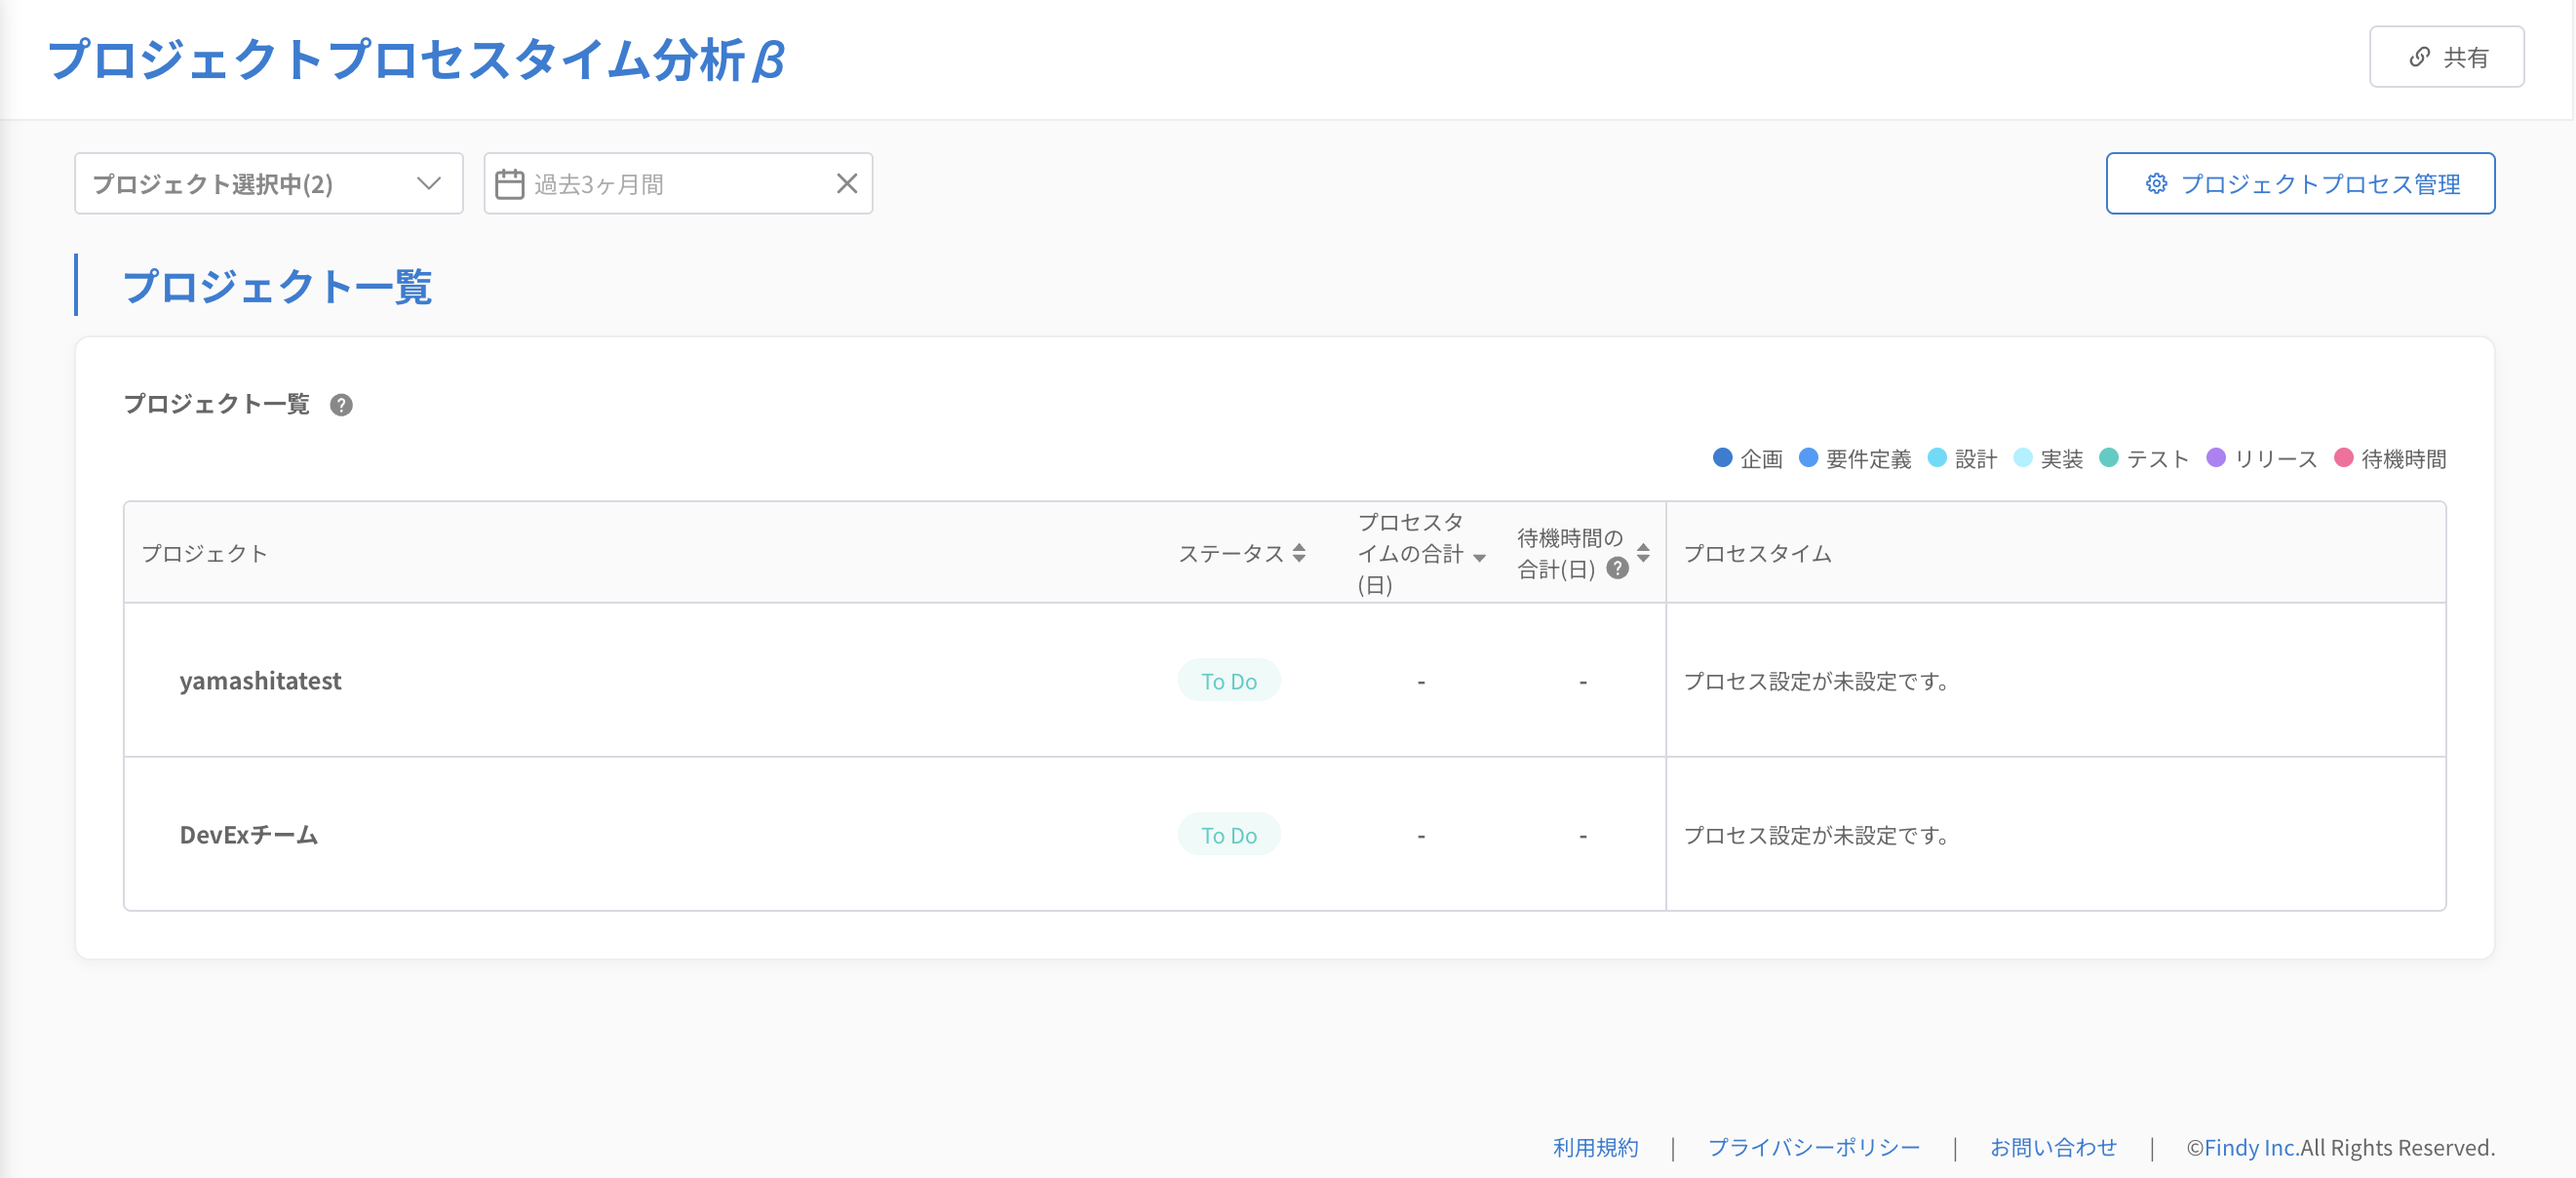 プロジェクトプロセスタイム分析β
共有
プロジェクト選択中(2)
過去3ヶ月間
プロジェクトプロセス管理
プロジェクト一覧
プロジェクト一覧
企画 要件定義 設計 実装 テスト リリース 待機時間
プロジェクト
ステータス
プロセスタ
イムの合計
(日)
待機時間の
合計(日)
プロセスタイム
yamashitatest
To Do
-
-
プロセス設定が未設定です。
DevExチーム
To Do
-
-
プロセス設定が未設定です。
利用規約 | プライバシーポリシー | お問い合わせ | ©Findy Inc.All Rights Reserved.